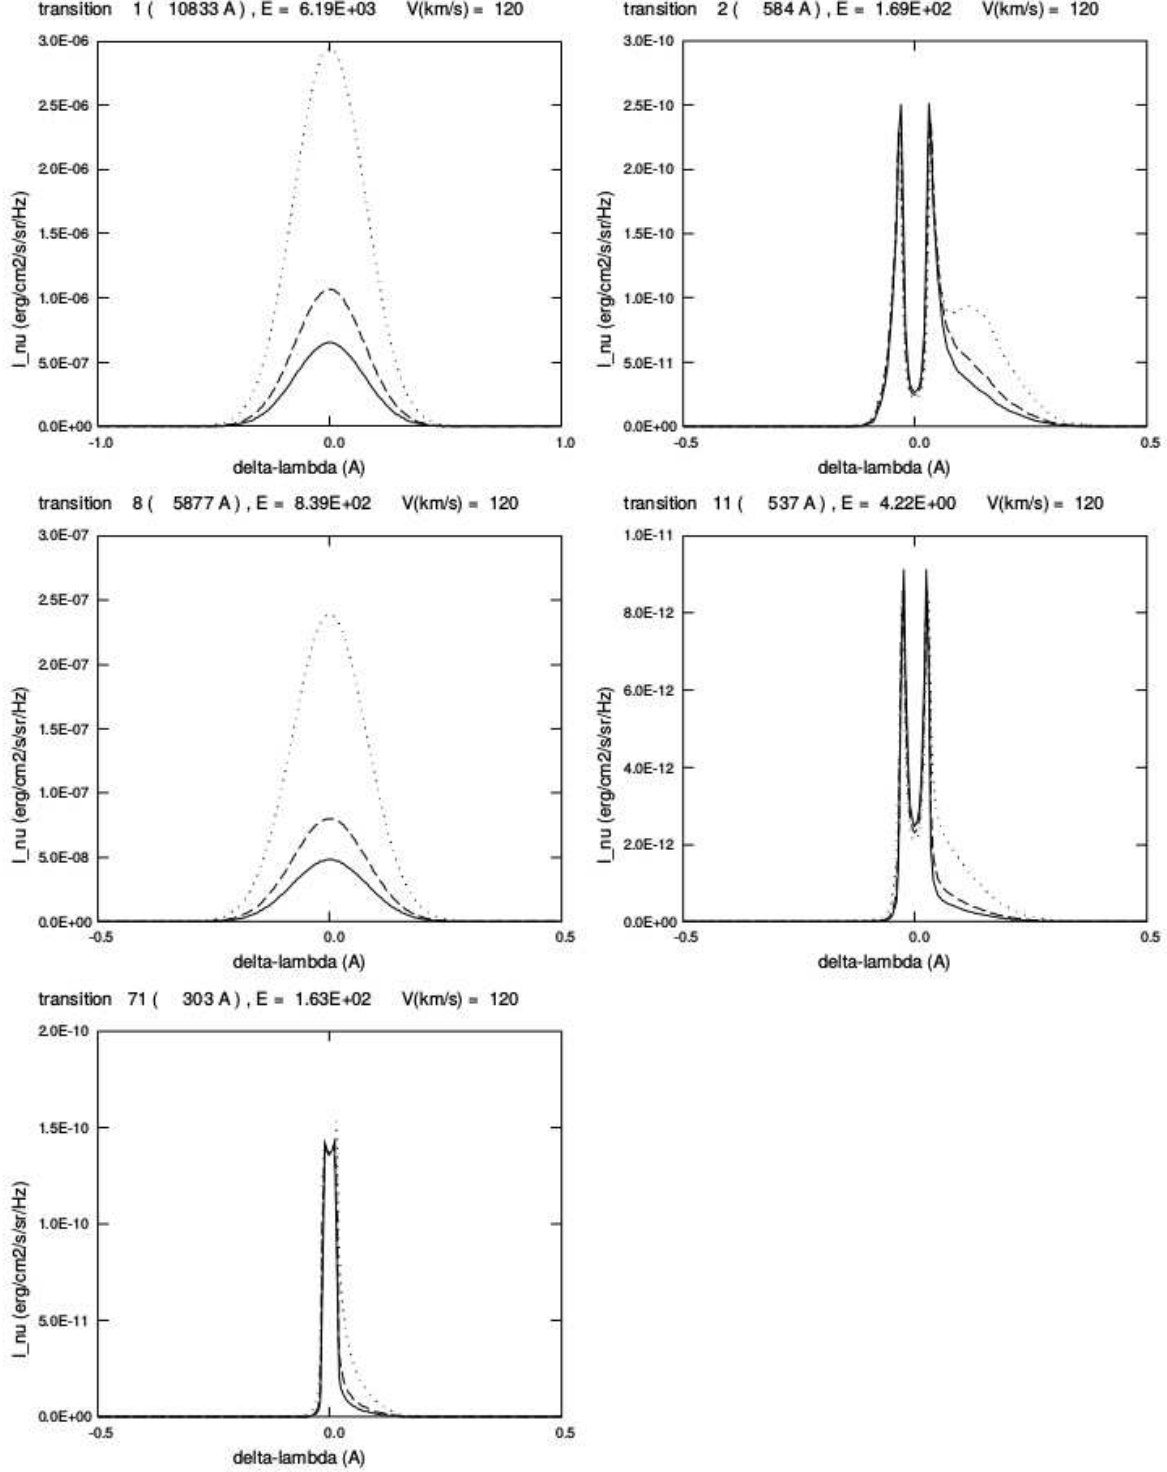 transition 1 ( 10833 A ) , E = 6.19E+03 V(km/s) = 120
3.0E-06
2.5E-06
2.0E-06
1.5E-06
1.0E-06
5.0E-07
0.0E+00
I_nu (erg/cm2/s/sr/Hz)
-1.0 0.0 1.0
delta-lambda (A)
transition 2 ( 584 A ) , E = 1.69E+02 V(km/s) = 120
3.0E-10
2.5E-10
2.0E-10
1.5E-10
1.0E-10
5.0E-11
0.0E+00
I_nu (erg/cm2/s/sr/Hz)
-0.5 0.0 0.5
delta-lambda (A)
transition 8 ( 5877 A ) , E = 8.39E+02 V(km/s) = 120
3.0E-07
2.5E-07
2.0E-07
1.5E-07
1.0E-07
5.0E-08
0.0E+00
I_nu (erg/cm2/s/sr/Hz)
-0.5 0.0 0.5
delta-lambda (A)
transition 11 ( 537 A ) , E = 4.22E+00 V(km/s) = 120
1.0E-11
8.0E-12
6.0E-12
4.0E-12
2.0E-12
0.0E+00
I_nu (erg/cm2/s/sr/Hz)
-0.5 0.0 0.5
delta-lambda (A)
transition 71 ( 303 A ) , E = 1.63E+02 V(km/s) = 120
2.0E-10
1.5E-10
1.0E-10
5.0E-11
0.0E+00
I_nu (erg/cm2/s/sr/Hz)
-0.5 0.0 0.5
delta-lambda (A)